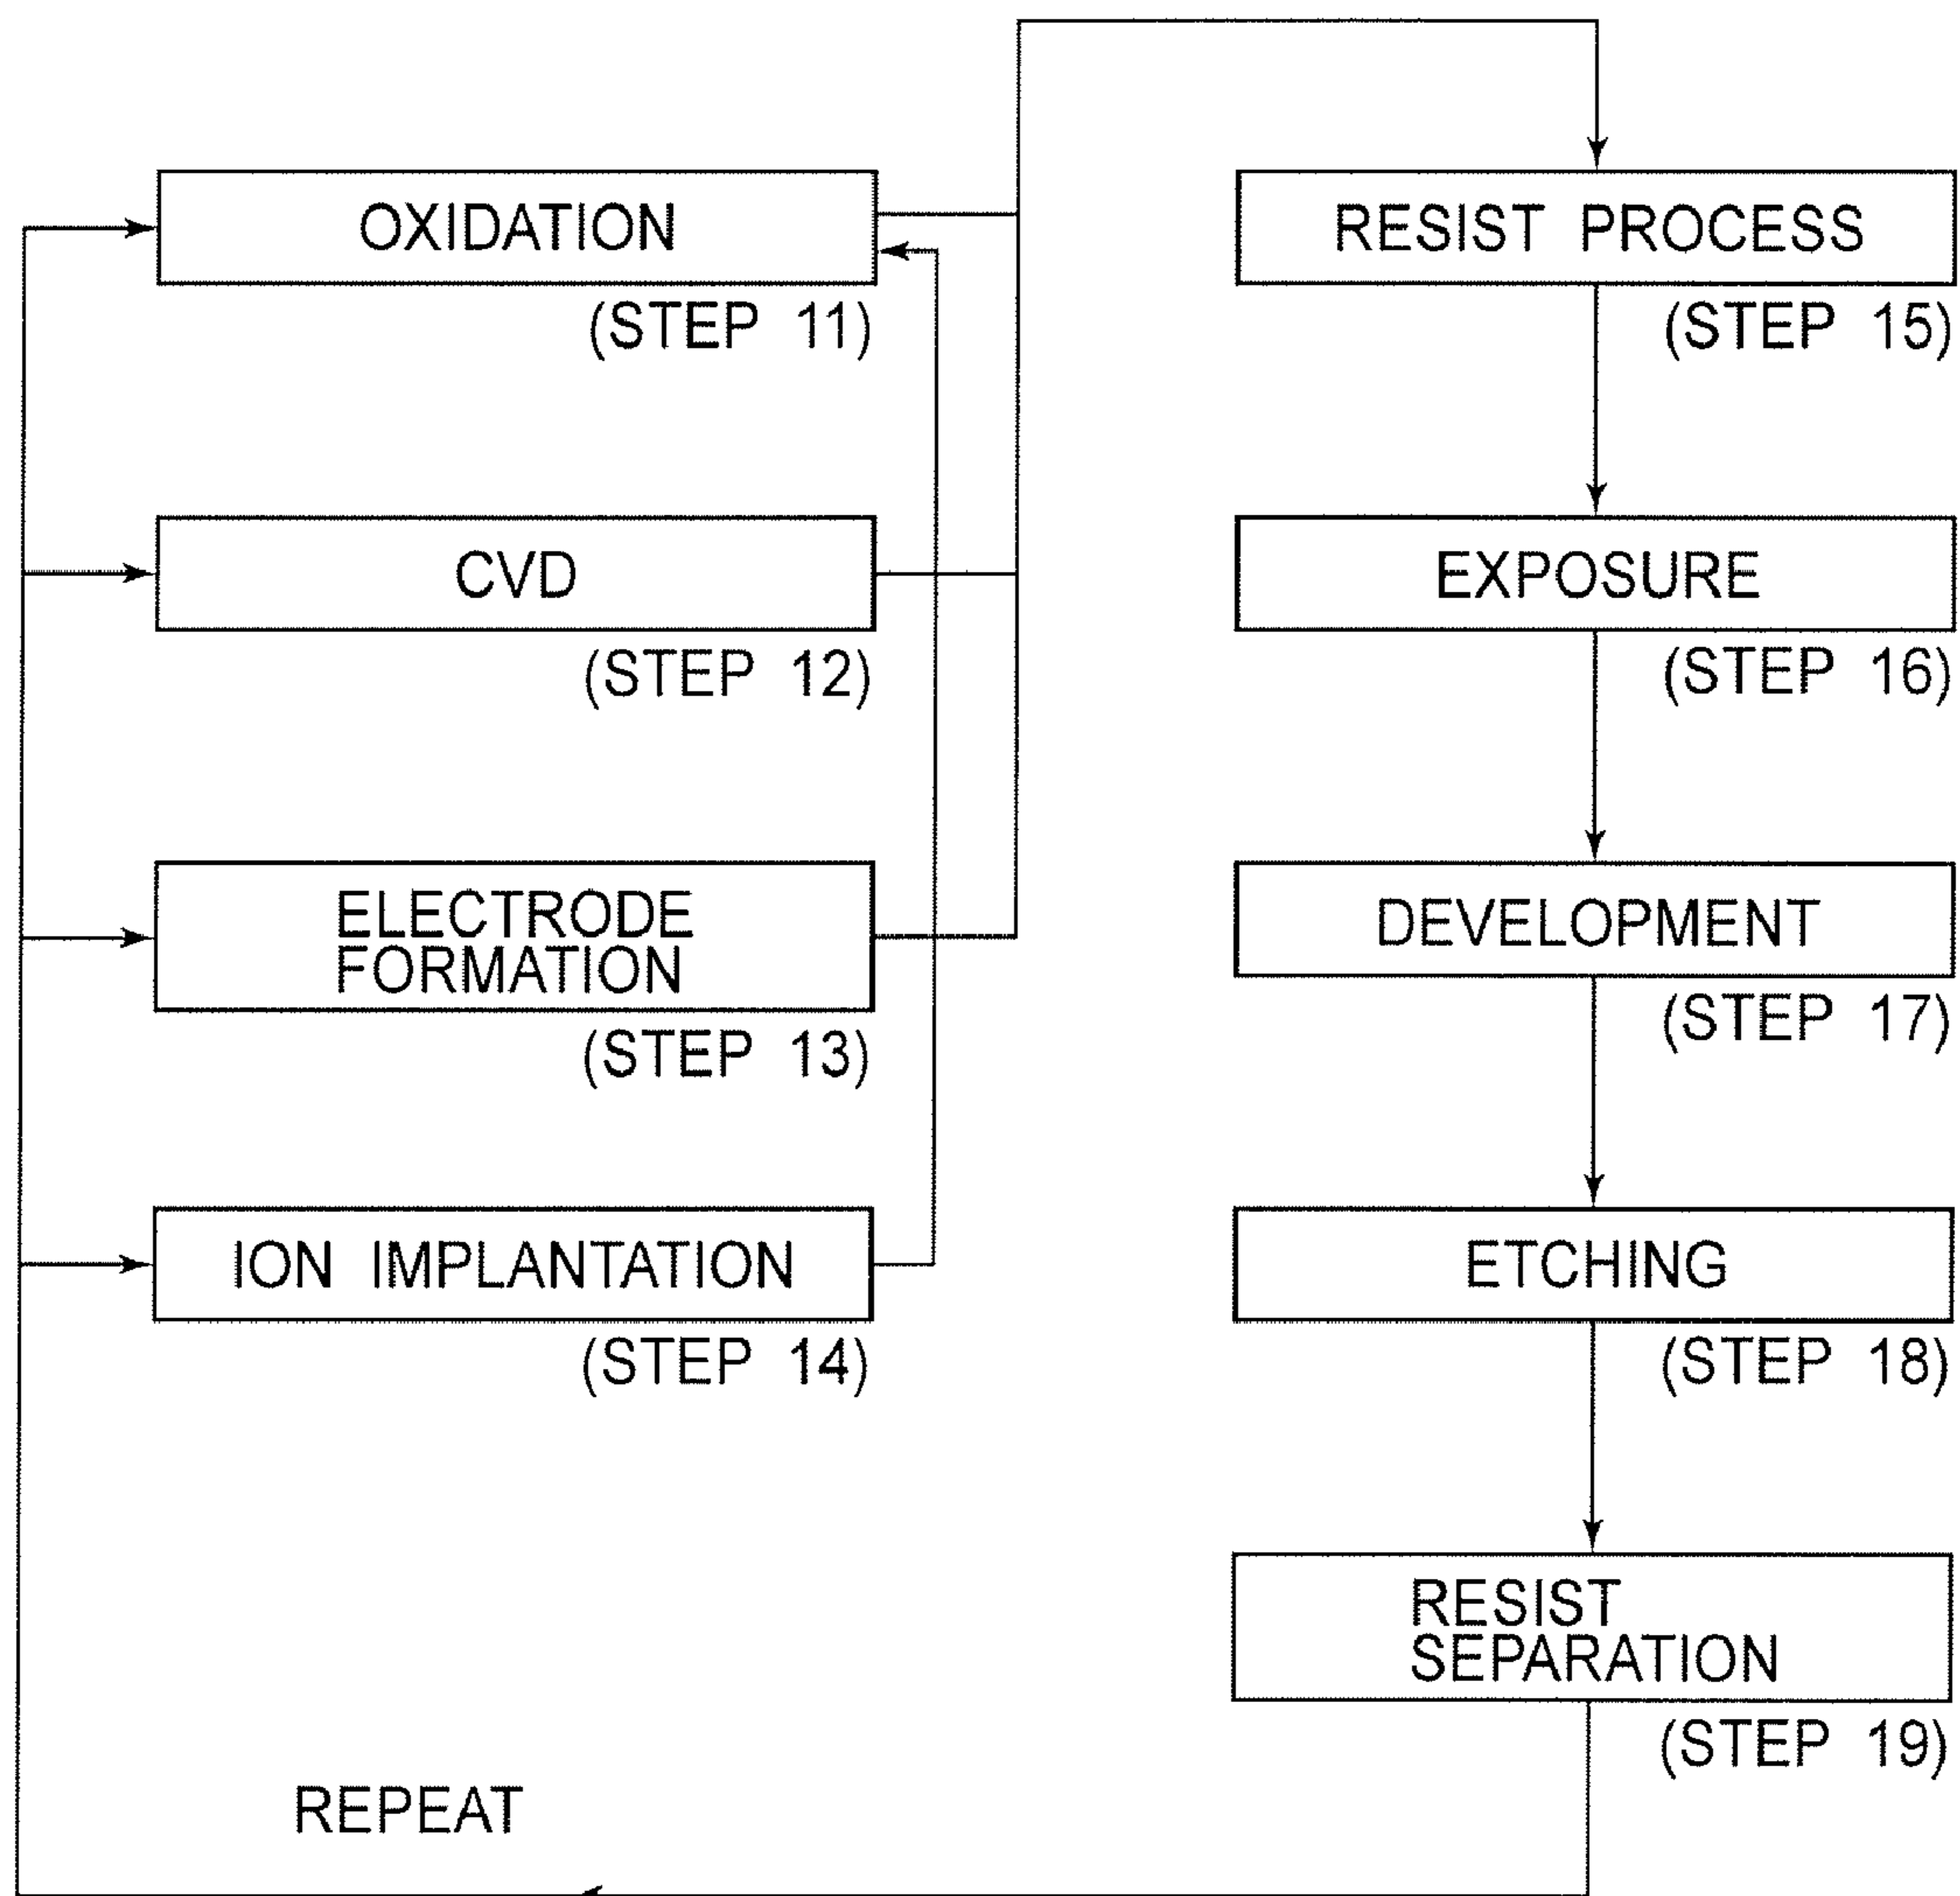 OXIDATION
(STEP 11)
CVD
(STEP 12)
ELECTRODE
FORMATION
(STEP 13)
ION IMPLANTATION
(STEP 14)
REPEAT
RESIST PROCESS
(STEP 15)
EXPOSURE
(STEP 16)
DEVELOPMENT
(STEP 17)
ETCHING
(STEP 18)
RESIST
SEPARATION
(STEP 19)